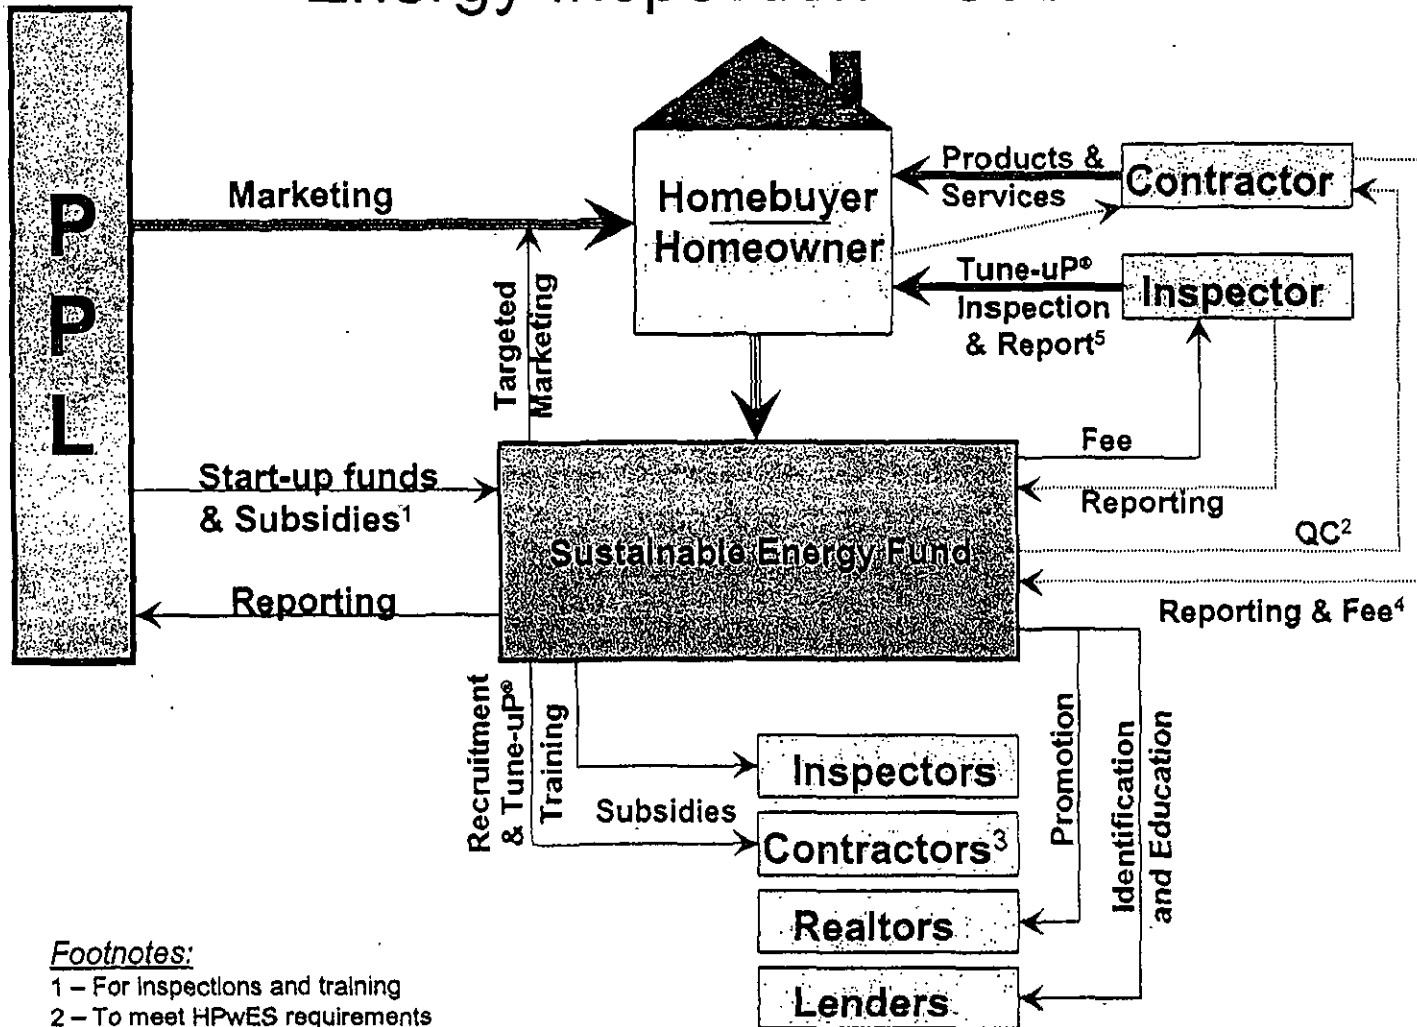 PPL
Marketing
Homebuyer
Homeowner
Products &
Services
Contractor
Tune-uP®
Inspection
& Report5
Inspector
Targeted
Marketing
Fee
Reporting
Start-up funds
& Subsidies1
Sustainable Energy Fund
QC2
Reporting
Reporting & Fee4
Recruitment
& Tune-uP®
Training
Subsidies
Inspectors
Contractors3
Realtors
Lenders
Promotion
Identification
and Education
Footnotes:
1 – For inspections and training
2 – To meet HPwES requirements